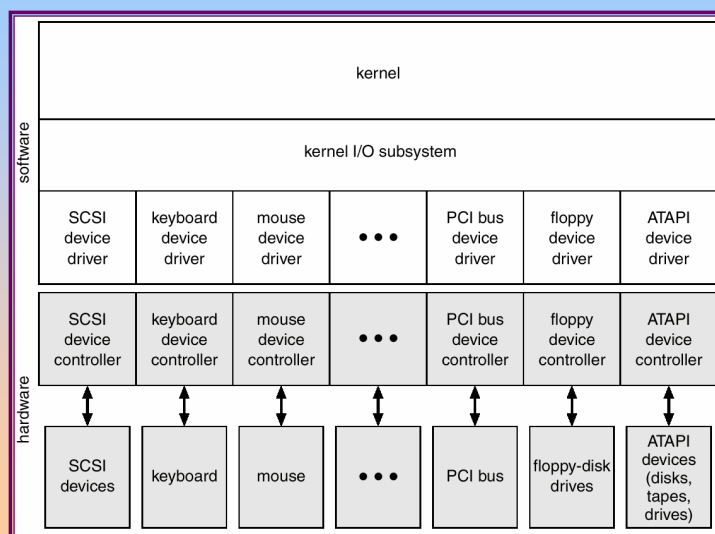 kernel
kernel I/O subsystem
software
SCSI
device
driver
keyboard
device
driver
mouse
device
driver
•••
PCI bus
device
driver
floppy
device
driver
ATAPI
device
driver
hardware
SCSI
device
controller
keyboard
device
controller
mouse
device
controller
•••
PCI bus
device
controller
floppy
device
controller
ATAPI
device
controller
SCSI
devices
keyboard
mouse
•••
PCI bus
floppy-disk
drives
ATAPI
devices
(disks,
tapes,
drives)